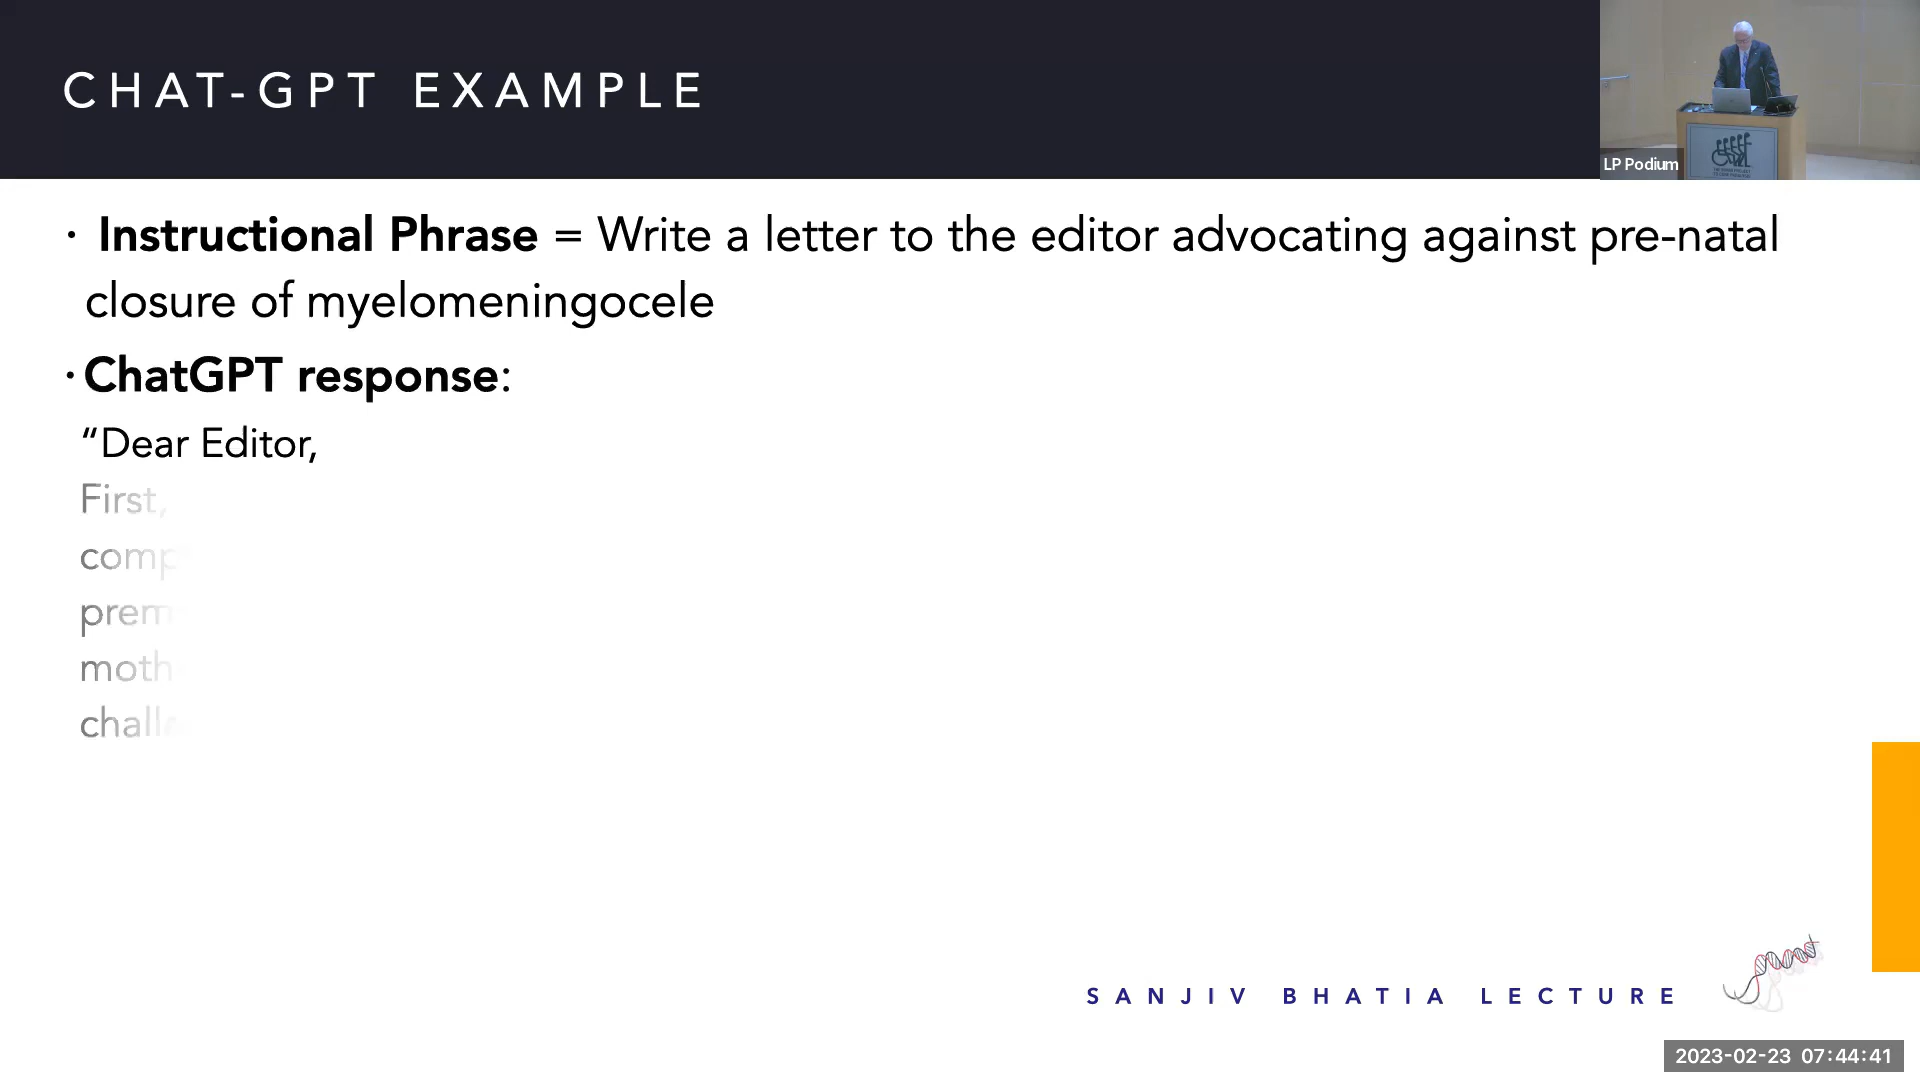 CHAT-GPT EXAMPLE
LP Podium
· Instructional Phrase = Write a letter to the editor advocating against pre-natal
closure of myelomeningocele
· ChatGPT response:
“Dear Editor,
First,
SANJIV BHATIA LECTURE
2023-02-23 07:44:41